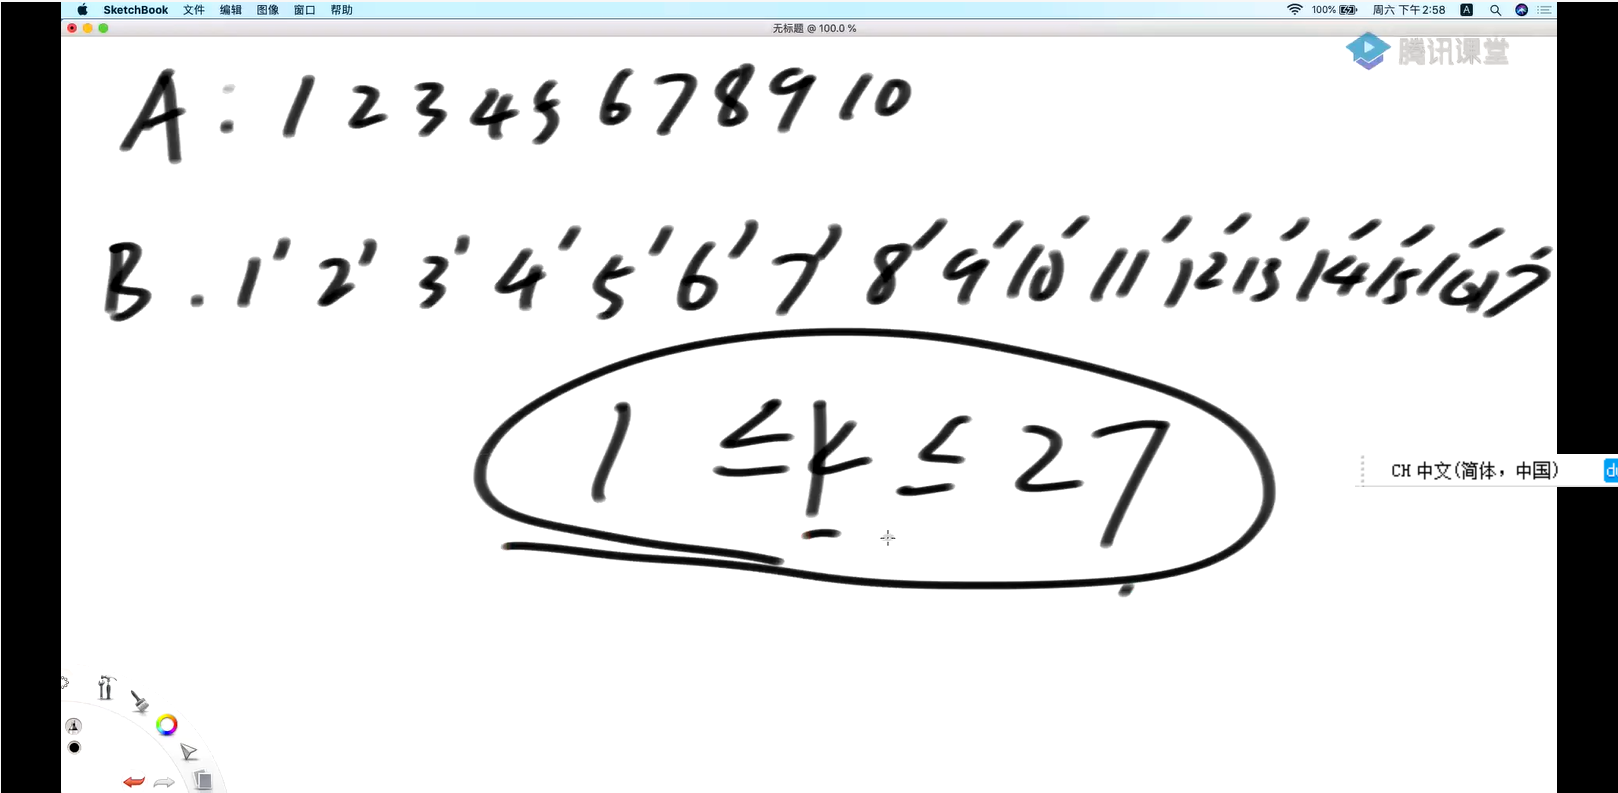 SketchBook 文件 编辑 图像 窗口 帮助 100% 周六 下午2:58 A
无标题 @ 100.0 %
腾讯课堂
A: 1 2 3 4 5 6 7 8 9 10
B. 1' 2' 3' 4' 5' 6' 7' 8' 9' 10' 11' 12' 13' 14' 15' 16' 17'
1 ≤ k ≤ 27
CH 中文(简体，中国)